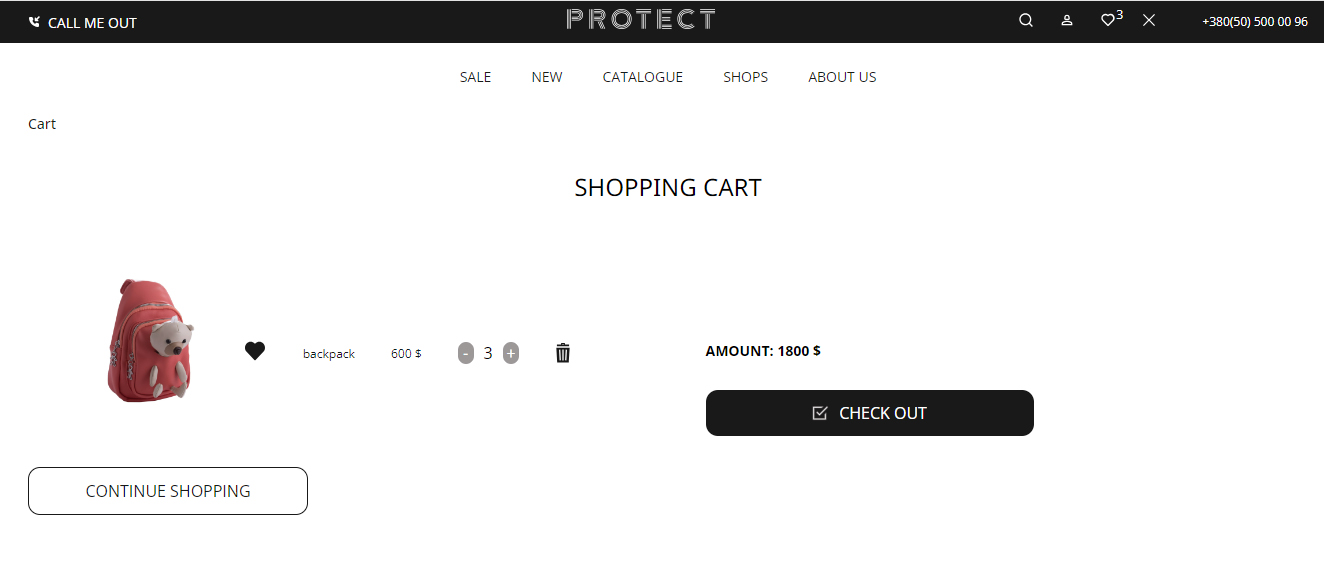 CALL ME OUT
PROTECT
3
+380(50) 500 00 96
SALE NEW CATALOGUE SHOPS ABOUT US
Cart
SHOPPING CART
backpack 600 $ - 3 +
AMOUNT: 1800 $
CHECK OUT
CONTINUE SHOPPING